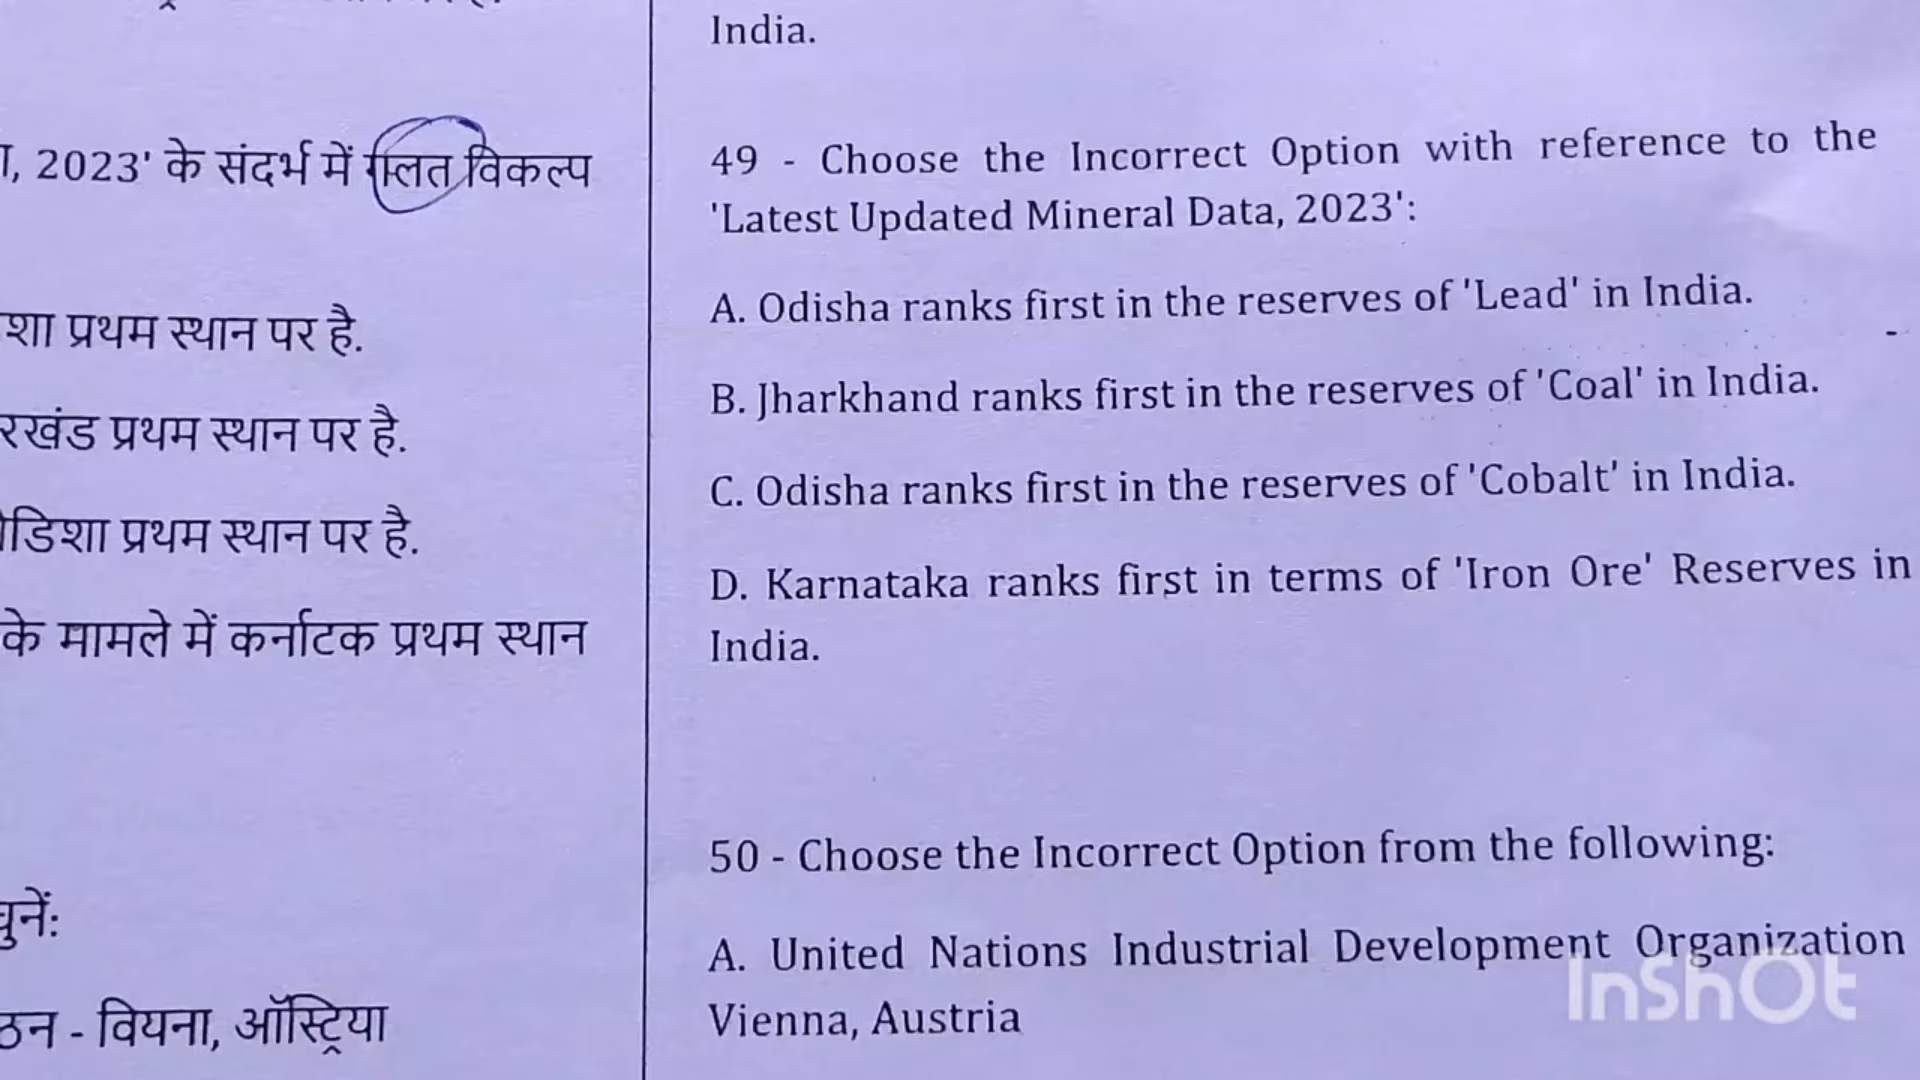 , 2023' के संदर्भ में गलत विकल्प
शा प्रथम स्थान पर है.
रखंड प्रथम स्थान पर है.
डिशा प्रथम स्थान पर है.
के मामले में कर्नाटक प्रथम स्थान
चुनें:
ठन - वियना, ऑस्ट्रिया
India.
49 - Choose the Incorrect Option with reference to the
'Latest Updated Mineral Data, 2023':
A. Odisha ranks first in the reserves of 'Lead' in India.
B. Jharkhand ranks first in the reserves of 'Coal' in India.
C. Odisha ranks first in the reserves of 'Cobalt' in India.
D. Karnataka ranks first in terms of 'Iron Ore' Reserves in
India.
50 - Choose the Incorrect Option from the following:
A. United Nations Industrial Development Organization
Vienna, Austria
InShOt